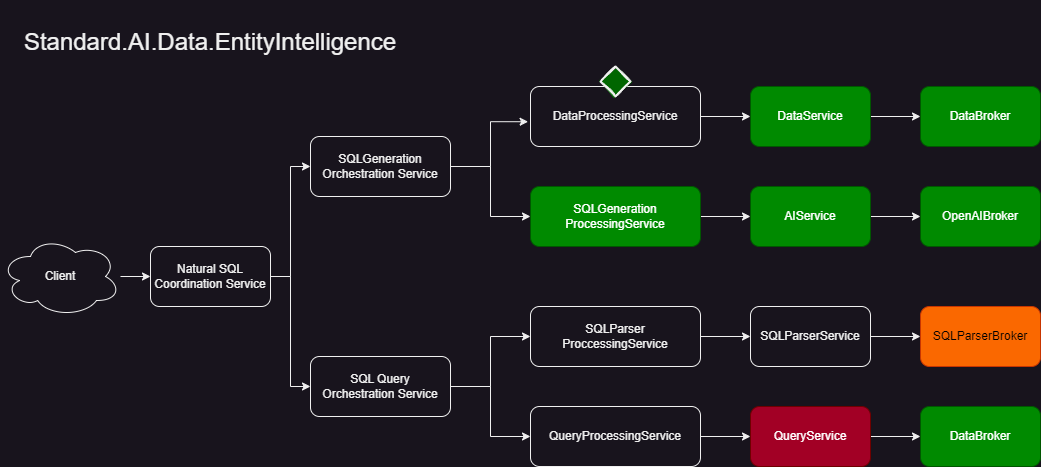 Standard.AI.Data.EntityIntelligence
DataProcessingService
DataService
DataBroker
SQLGeneration
Orchestration Service
SQLGeneration
ProcessingService
AIService
OpenAIBroker
Client
Natural SQL
Coordination Service
SQLParser
ProccessingService
SQLParserService
SQLParserBroker
SQL Query
Orchestration Service
QueryProcessingService
QueryService
DataBroker